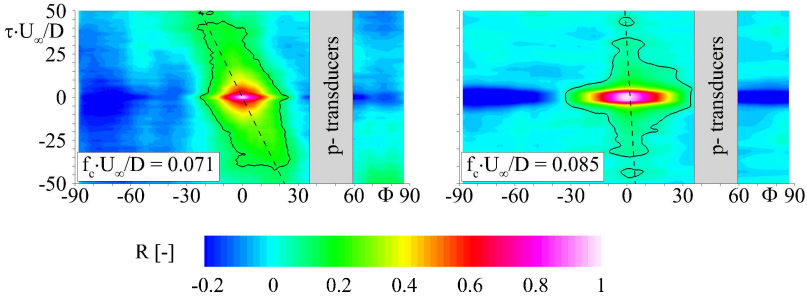 50
τ·U∞/D
25
0
-25
-50
p- transducers
f_c·U∞/D = 0.071
-90 -60 -30 0 30 60 Φ 90
p- transducers
f_c·U∞/D = 0.085
-90 -60 -30 0 30 60 Φ 90
R [-]
-0.2 0 0.2 0.4 0.6 0.8 1